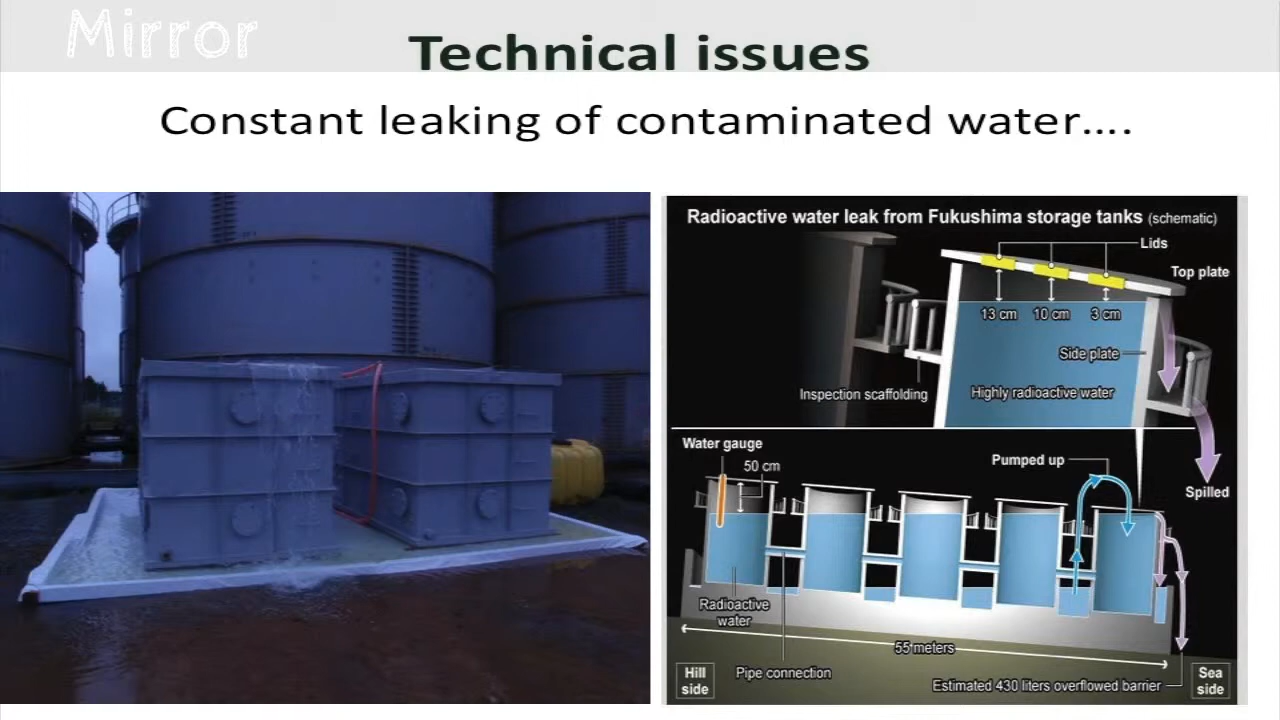 Mirror
Technical issues
Constant leaking of contaminated water....
Radioactive water leak from Fukushima storage tanks (schematic)
Lids
Top plate
13 cm 10 cm 3 cm
Side plate
Inspection scaffolding
Highly radioactive water
Water gauge
50 cm
Pumped up
Spilled
Radioactive
water
55 meters
Pipe connection
Hill
side
Estimated 430 liters overflowed barrier
Sea
side